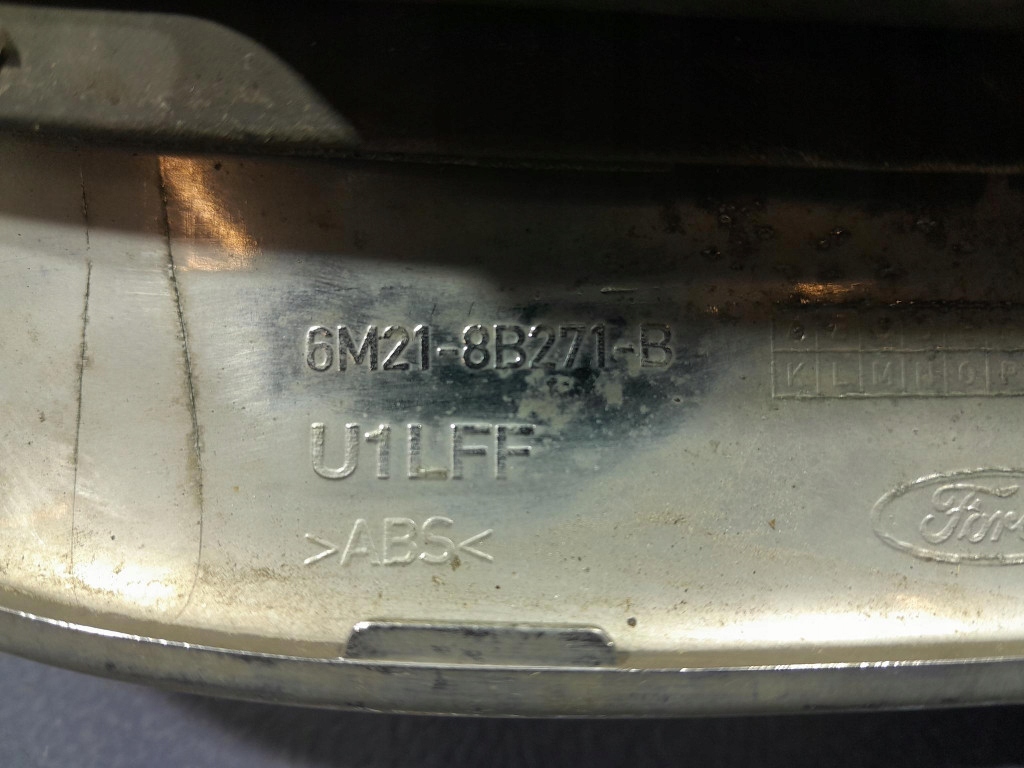 6M21-8B271-B
U1LFF
>ABS<
K L M N O P
Ford